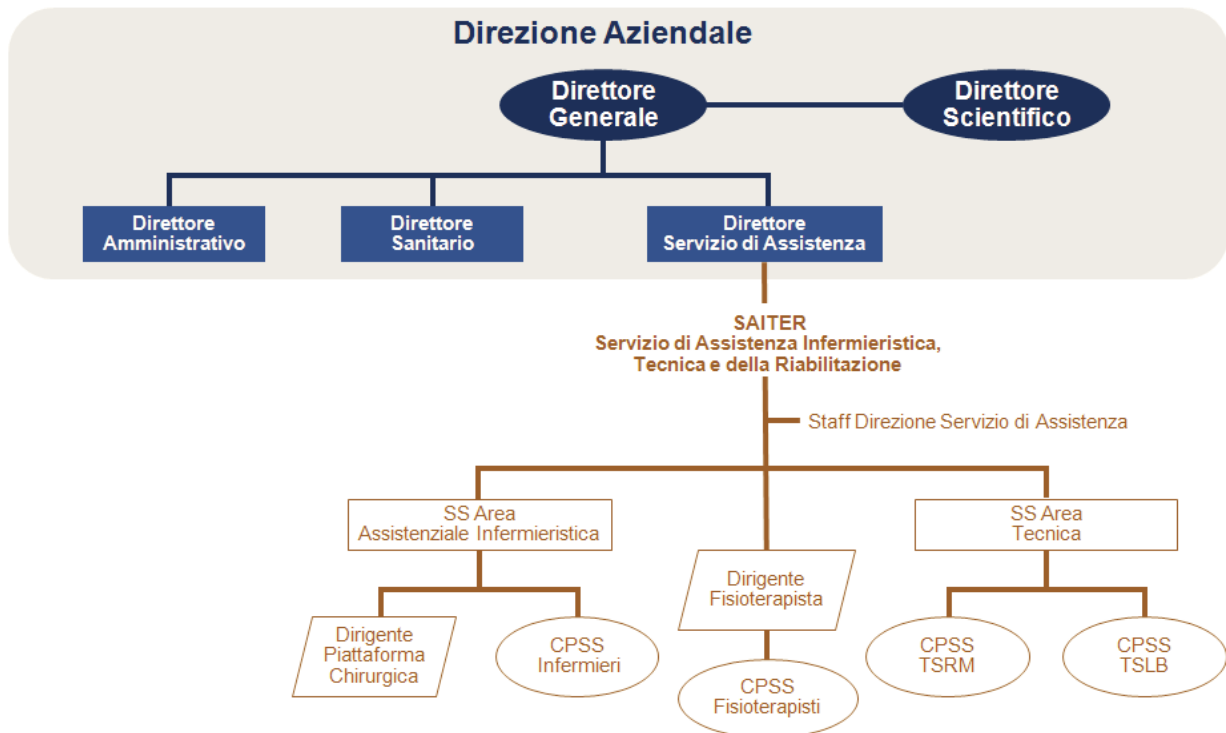 Direzione Aziendale
Direttore
Generale
Direttore
Scientifico
Direttore
Amministrativo
Direttore
Sanitario
Direttore
Servizio di Assistenza
SAITER
Servizio di Assistenza Infermieristica,
Tecnica e della Riabilitazione
Staff Direzione Servizio di Assistenza
SS Area
Assistenziale Infermieristica
SS Area
Tecnica
Dirigente
Fisioterapista
Dirigente
Piattaforma
Chirurgica
CPSS
Infermieri
CPSS
Fisioterapisti
CPSS
TSRM
CPSS
TSLB